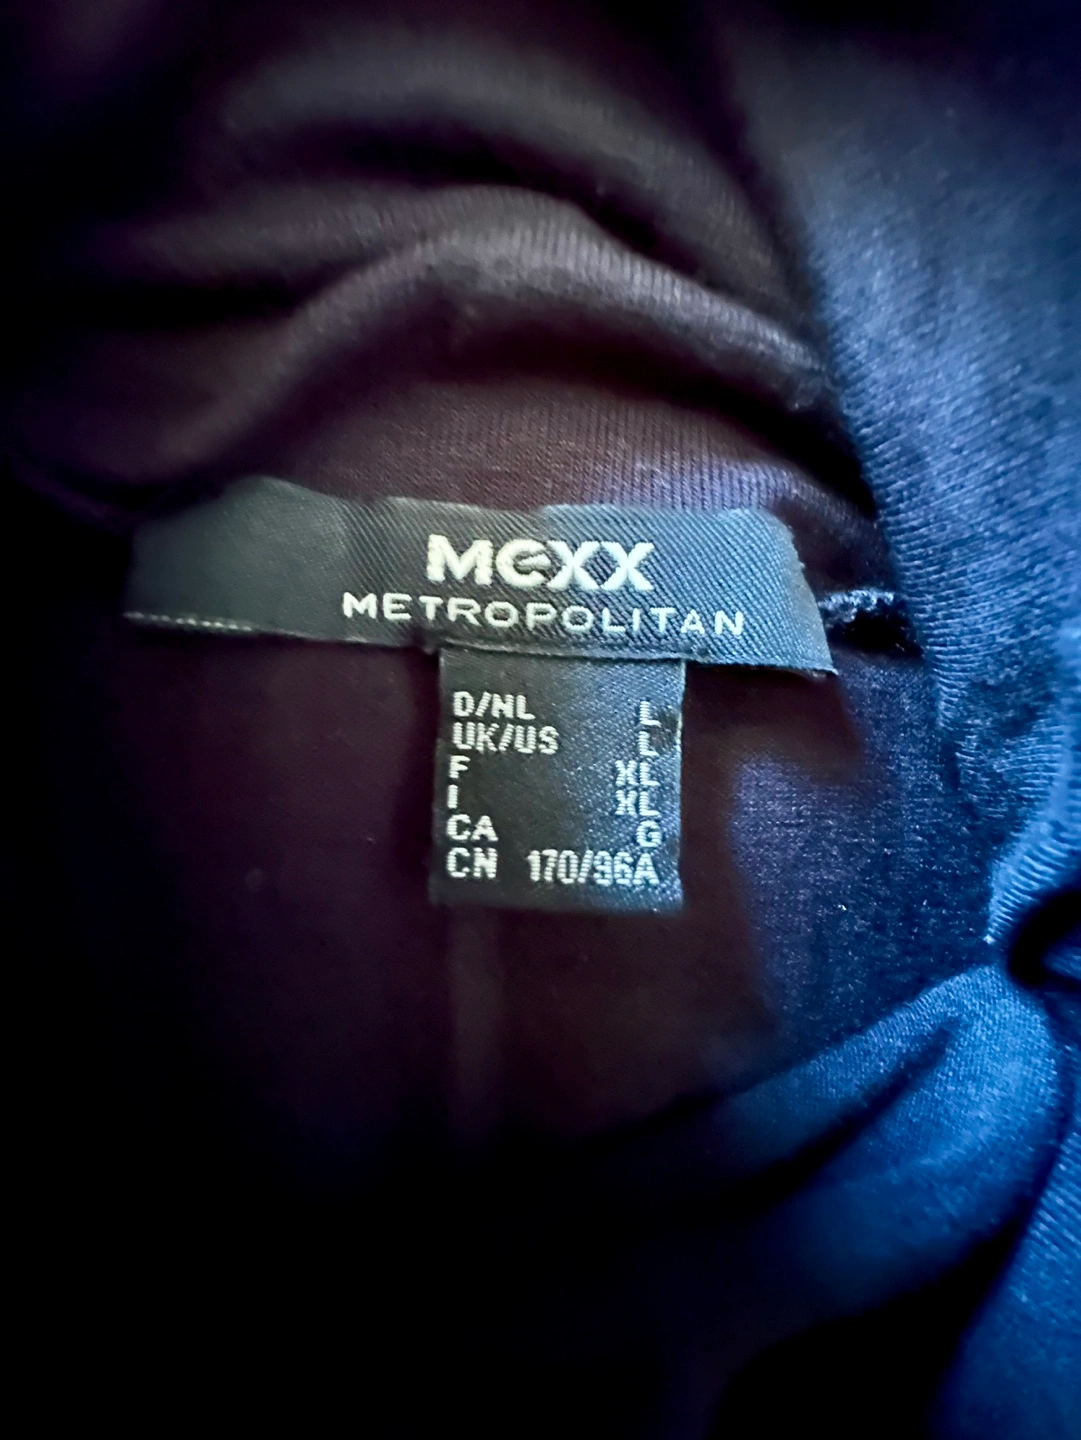 MEXX
METROPOLITAN
D/NL L
UK/US L
F XL
I XL
CA G
CN 170/96A